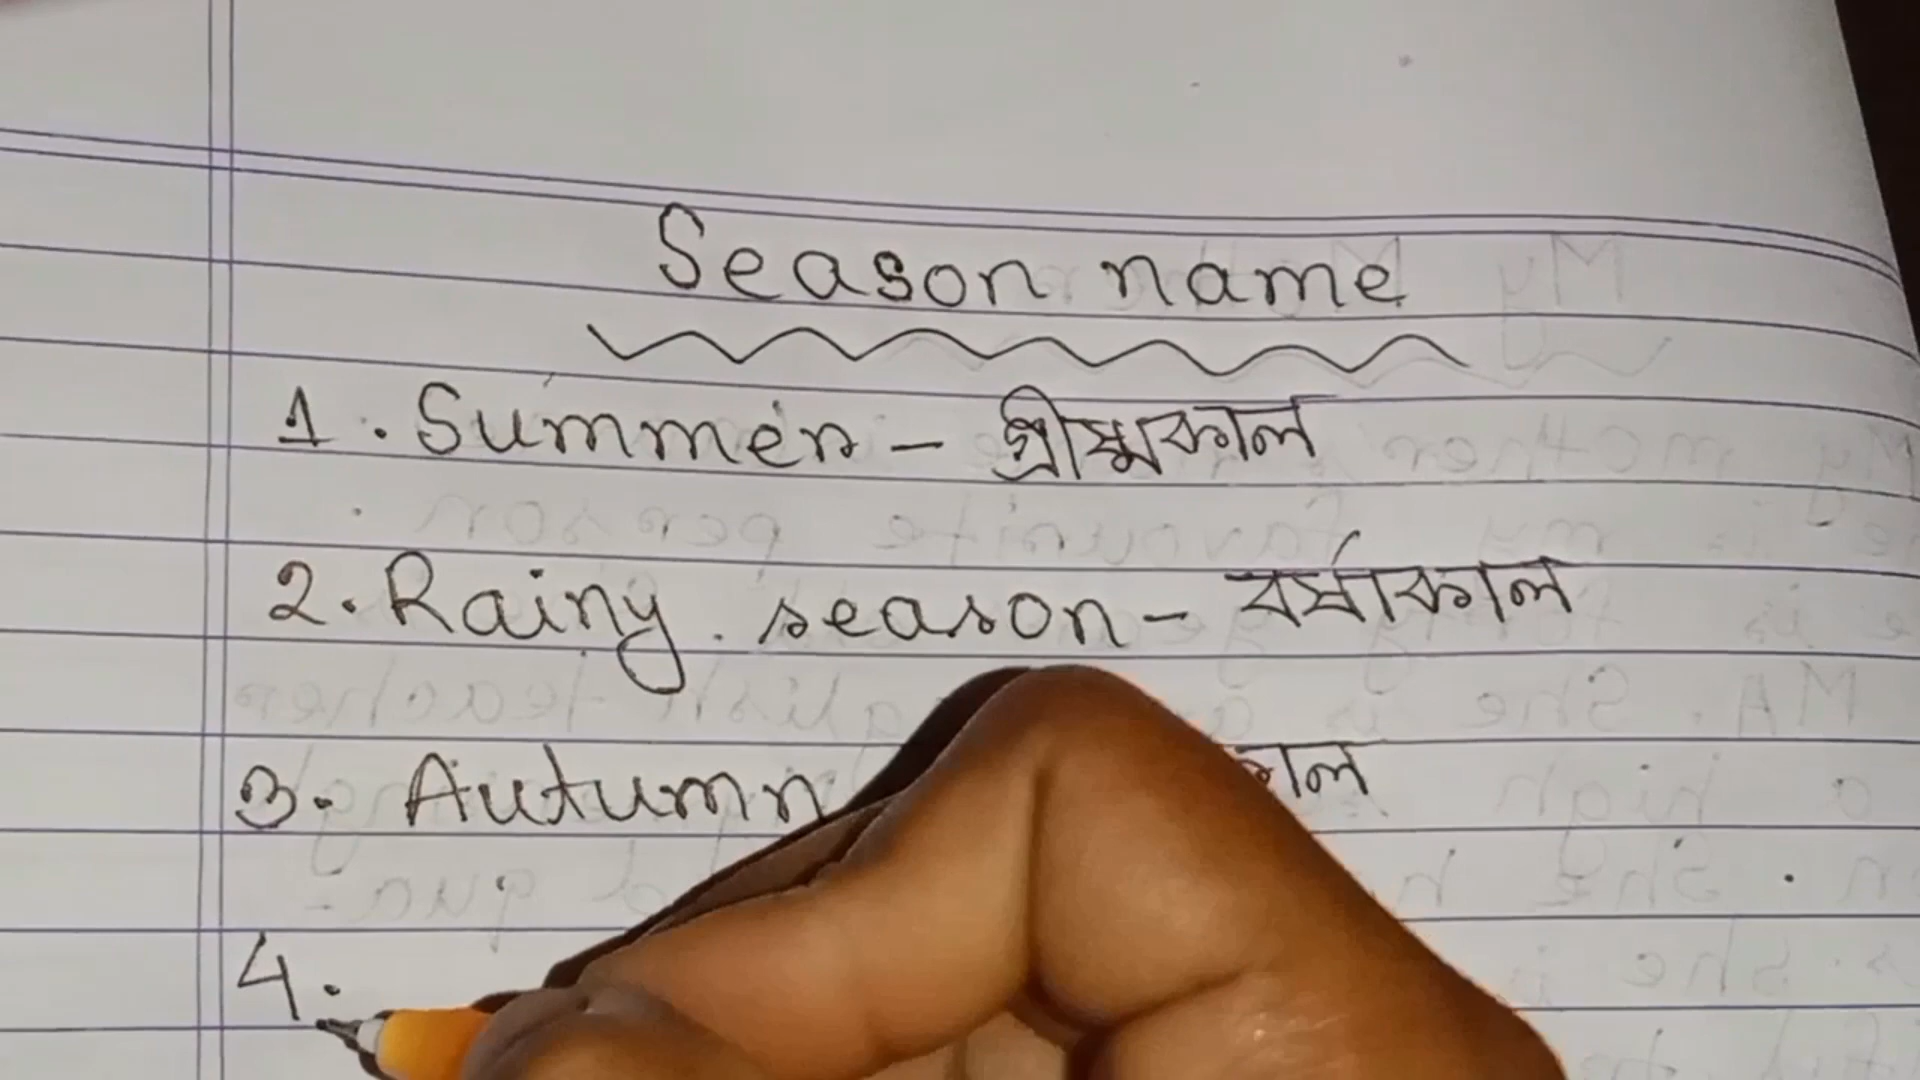 Season name
1. Summer - গ্রীষ্মকাল
2. Rainy season - বর্ষাকাল
3. Autumn
4.